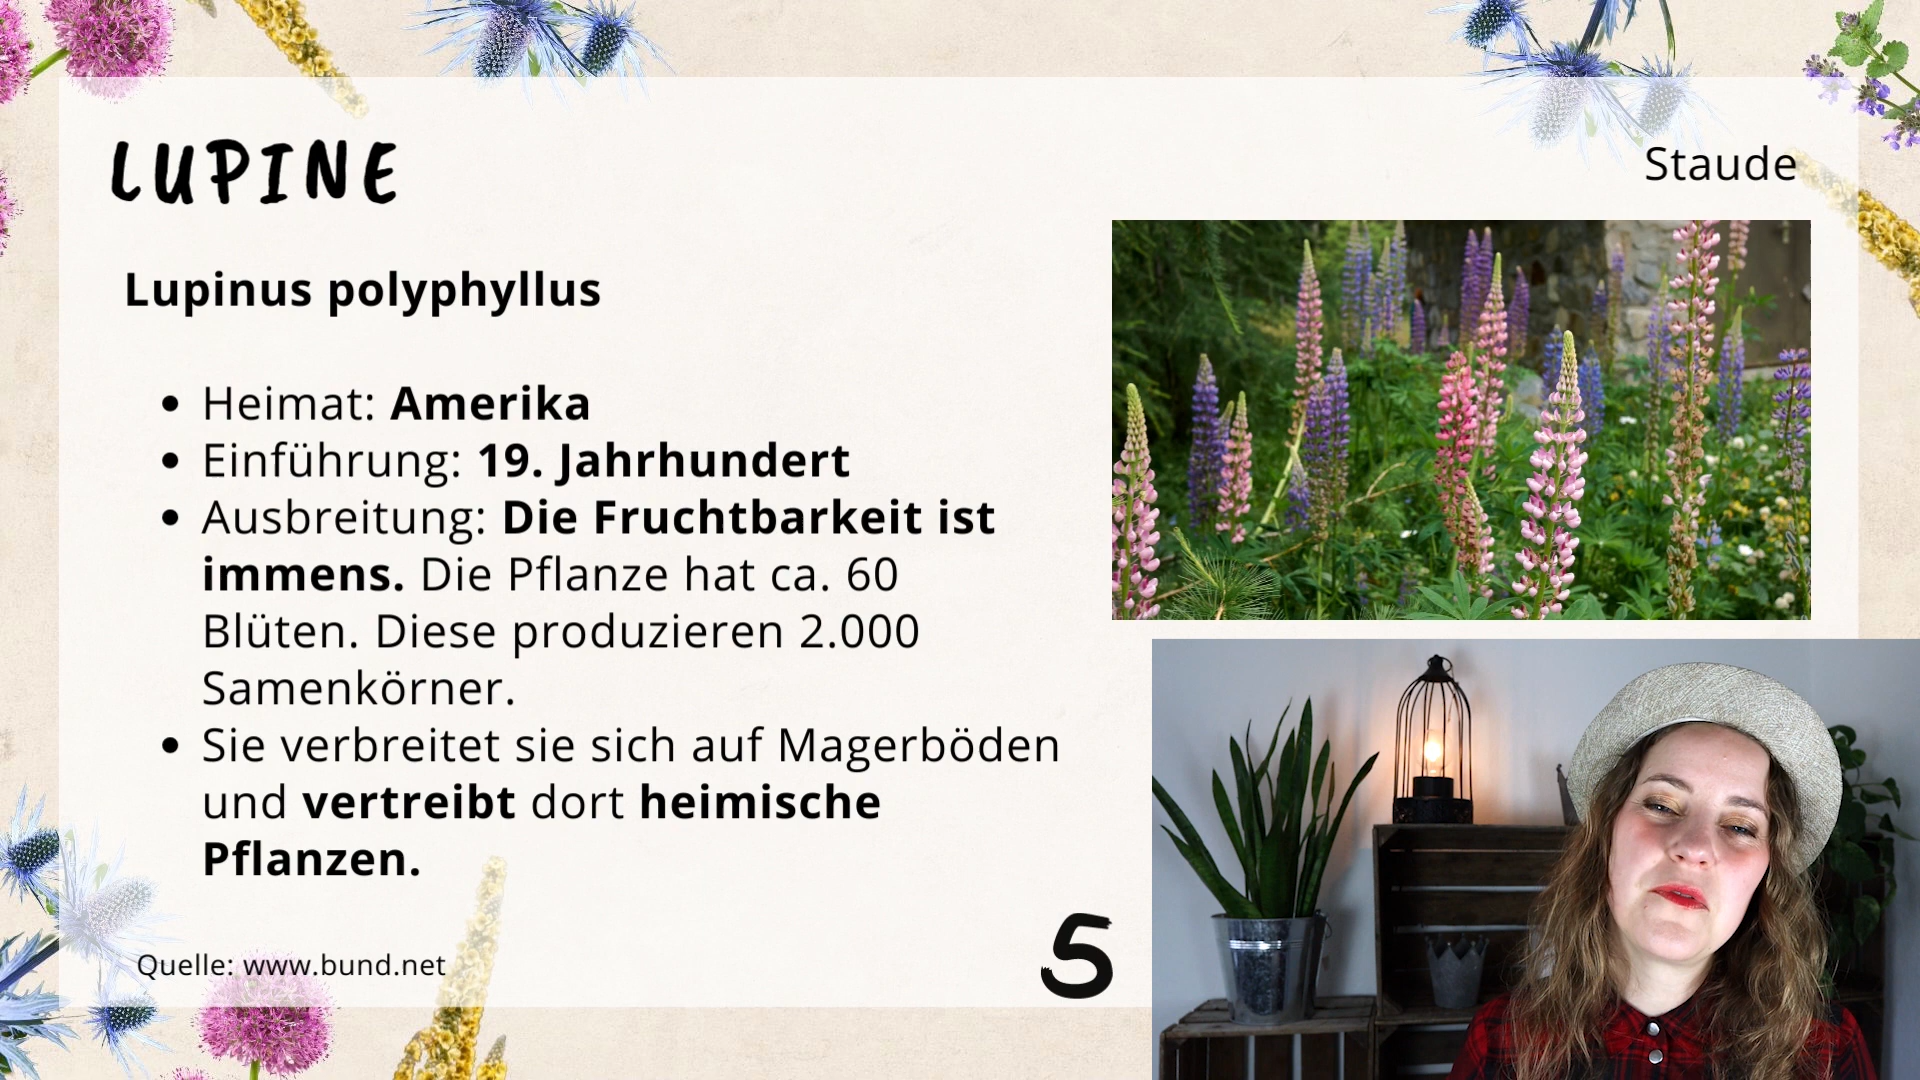 LUPINE
Staude
Lupinus polyphyllus
• Heimat: Amerika
• Einführung: 19. Jahrhundert
• Ausbreitung: Die Fruchtbarkeit ist
immens. Die Pflanze hat ca. 60
Blüten. Diese produzieren 2.000
Samenkörner.
• Sie verbreitet sie sich auf Magerböden
und vertreibt dort heimische
Pflanzen.
Quelle: www.bund.net
5